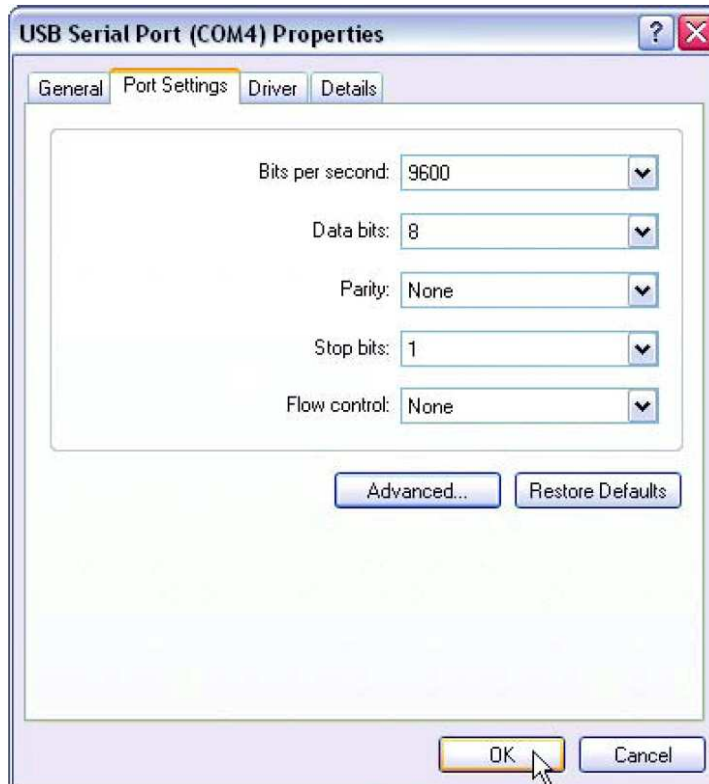 USB Serial Port (COM4) Properties
General Port Settings Driver Details
Bits per second: 9600
Data bits: 8
Parity: None
Stop bits: 1
Flow control: None
Advanced... Restore Defaults
OK Cancel